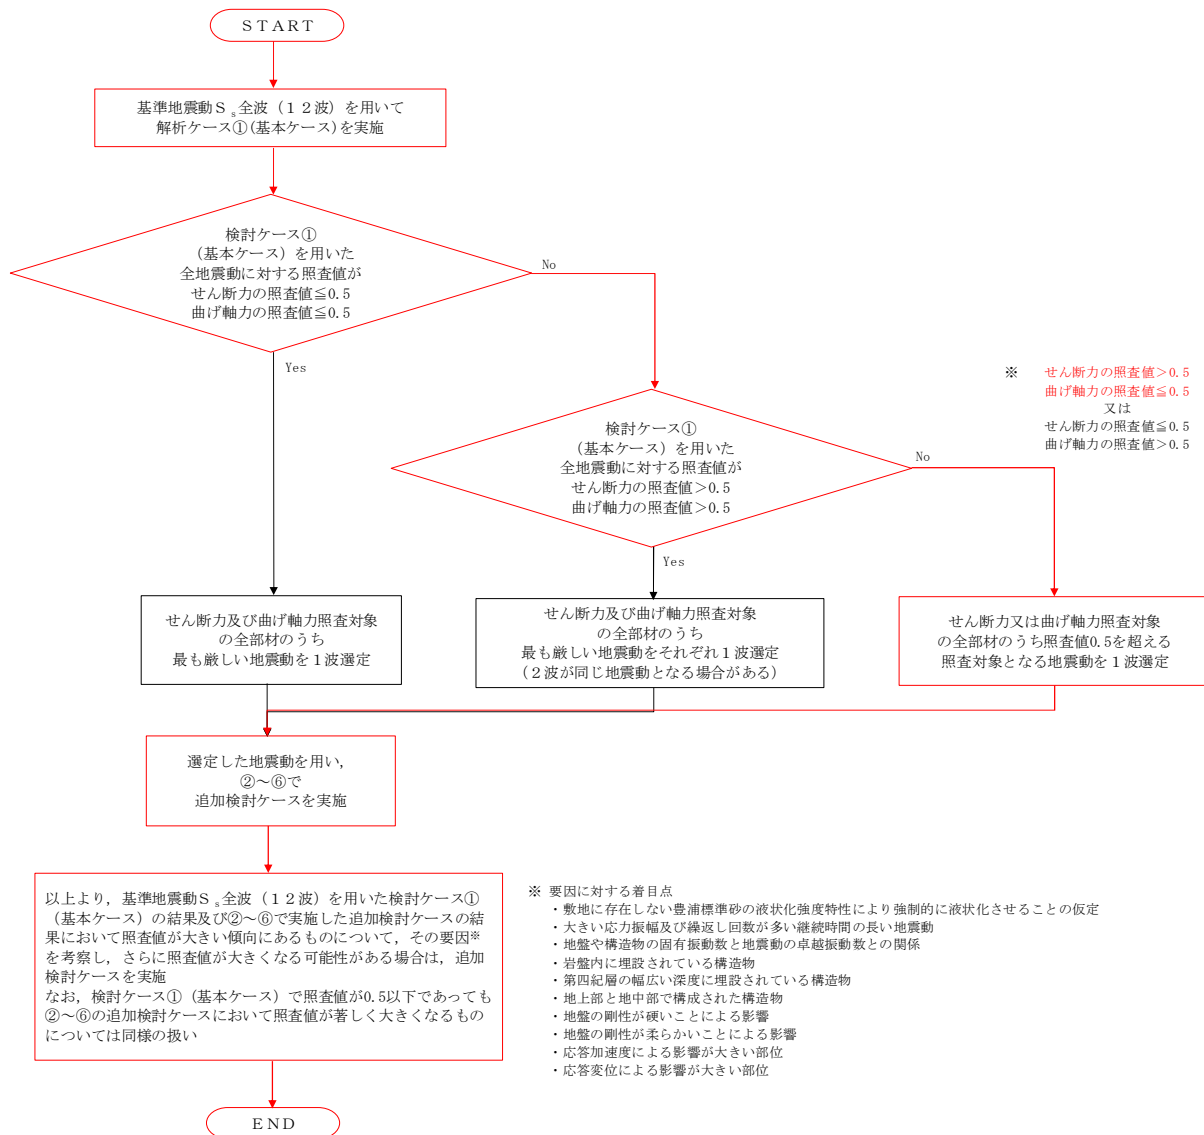 ＳＴＡＲＴ
基準地震動Ｓs全波（１２波）を用いて
解析ケース①(基本ケース)を実施
検討ケース①
（基本ケース）を用いた
全地震動に対する照査値が
せん断力の照査値≦0.5
曲げ軸力の照査値≦0.5
No
Yes
※
せん断力の照査値＞0.5
曲げ軸力の照査値≦0.5
又は
せん断力の照査値≦0.5
曲げ軸力の照査値＞0.5
検討ケース①
（基本ケース）を用いた
全地震動に対する照査値が
せん断力の照査値＞0.5
曲げ軸力の照査値＞0.5
No
Yes
せん断力及び曲げ軸力照査対象
の全部材のうち
最も厳しい地震動を１波選定
せん断力及び曲げ軸力照査対象
の全部材のうち
最も厳しい地震動をそれぞれ１波選定
（２波が同じ地震動となる場合がある）
せん断力又は曲げ軸力照査対象
の全部材のうち照査値0.5を超える
照査対象となる地震動を１波選定
選定した地震動を用い，
②～⑥で
追加検討ケースを実施
以上より，基準地震動Ｓs全波（１２波）を用いた検討ケース①
（基本ケース）の結果及び②～⑥で実施した追加検討ケースの結
果において照査値が大きい傾向にあるものについて，その要因※
を考察し，さらに照査値が大きくなる可能性がある場合は，追加
検討ケースを実施
なお，検討ケース①（基本ケース）で照査値が0.5以下であっても
②～⑥の追加検討ケースにおいて照査値が著しく大きくなるもの
については同様の扱い
※ 要因に対する着目点
・敷地に存在しない豊浦標準砂の液状化強度特性により強制的に液状化させることの仮定
・大きい応力振幅及び繰返し回数が多い継続時間の長い地震動
・地盤や構造物の固有振動数と地震動の卓越振動数との関係
・岩盤内に埋設されている構造物
・第四紀層の幅広い深度に埋設されている構造物
・地上部と地中部で構成された構造物
・地盤の剛性が硬いことによる影響
・地盤の剛性が柔らかいことによる影響
・応答加速度による影響が大きい部位
・応答変位による影響が大きい部位
ＥＮＤ